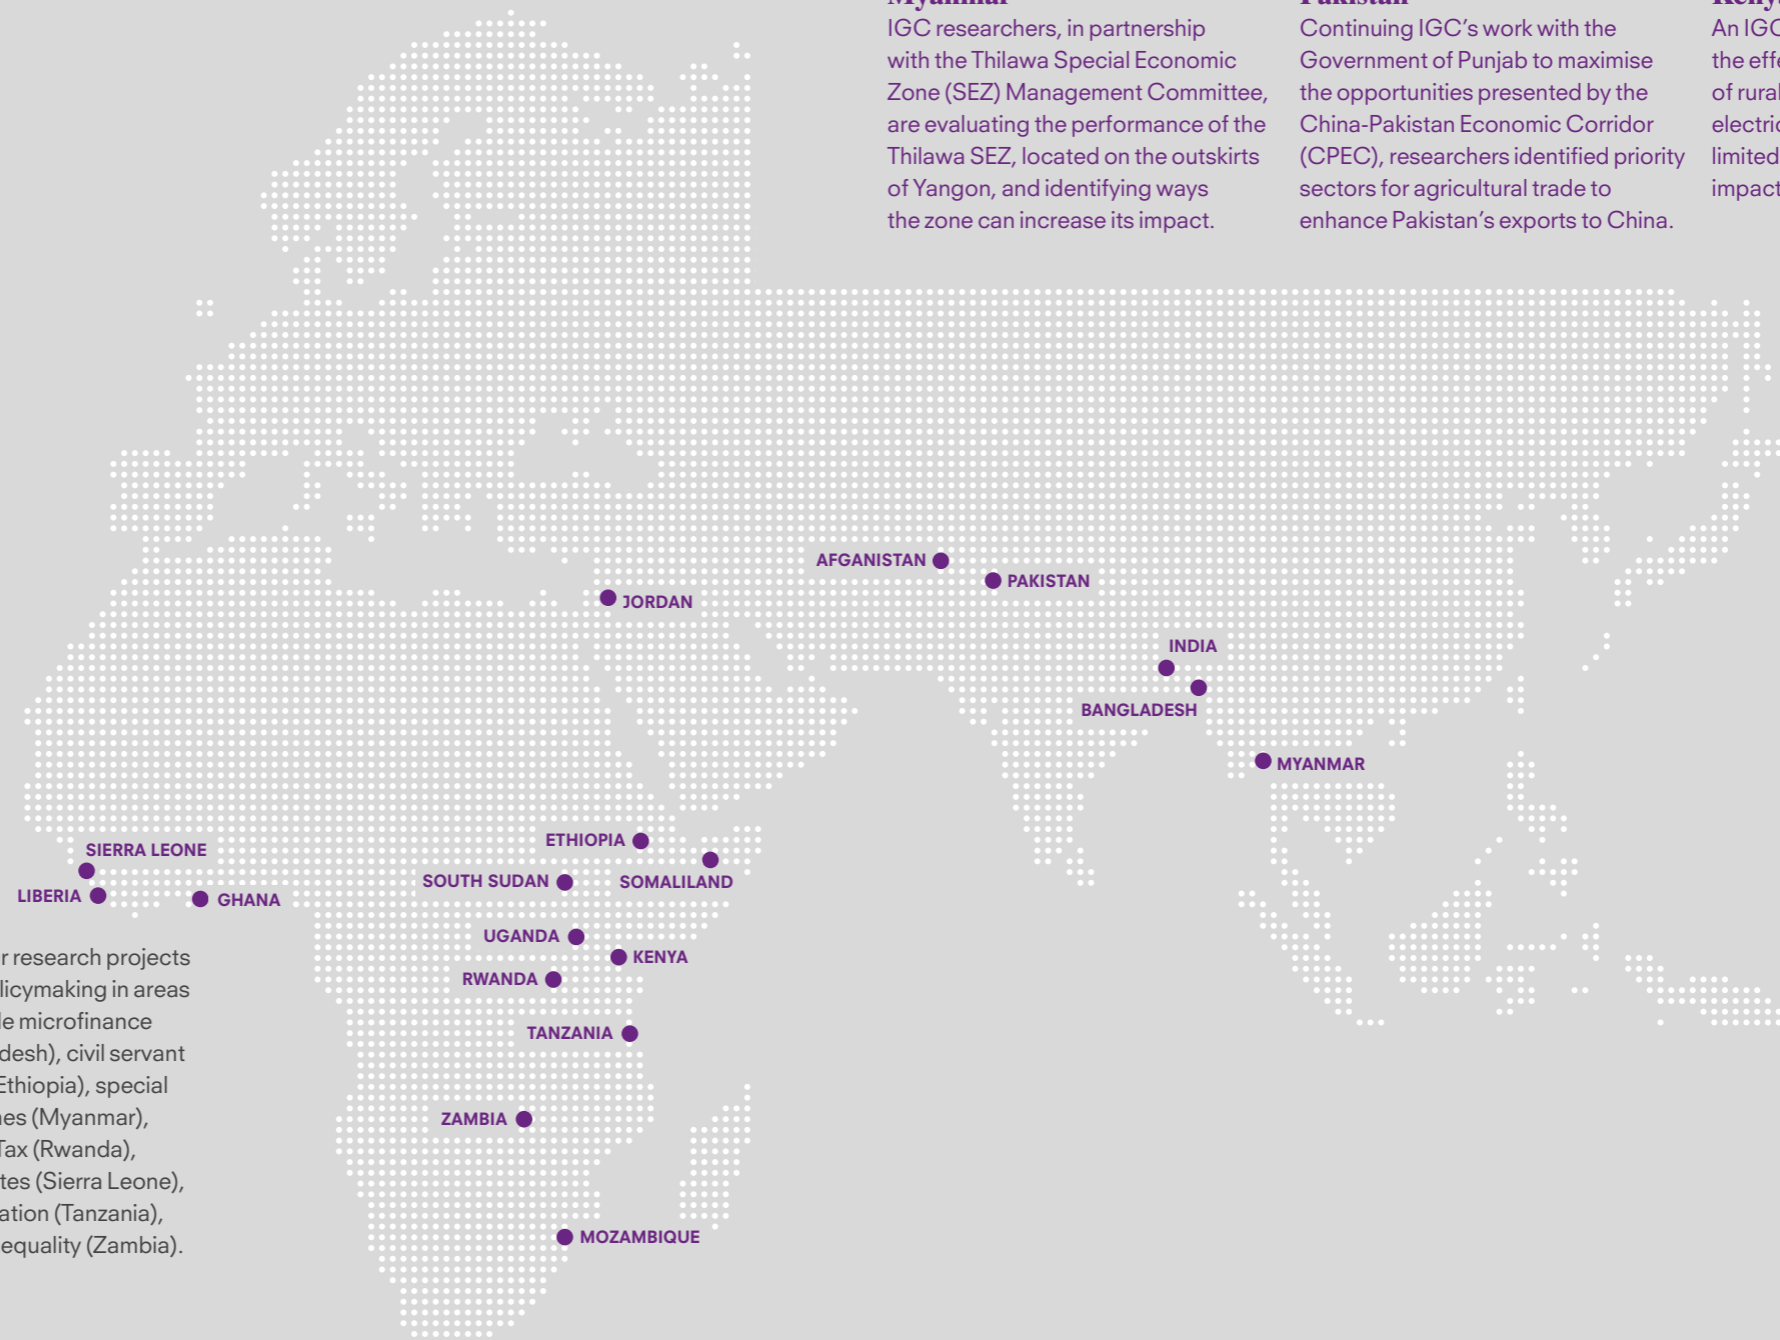 Myanmar
IGC researchers, in partnership
with the Thilawa Special Economic
Zone (SEZ) Management Committee,
are evaluating the performance of the
Thilawa SEZ, located on the outskirts
of Yangon, and identifying ways
the zone can increase its impact.
Pakistan
Continuing IGC’s work with the
Government of Punjab to maximise
the opportunities presented by the
China-Pakistan Economic Corridor
(CPEC), researchers identified priority
sectors for agricultural trade to
enhance Pakistan’s exports to China.
An IGC
the
of
limited
impact
AFGANISTAN
PAKISTAN
JORDAN
INDIA
BANGLADESH
MYANMAR
ETHIOPIA
SIERRA LEONE
SOUTH SUDAN
SOMALILAND
LIBERIA
GHANA
UGANDA
KENYA
RWANDA
TANZANIA
ZAMBIA
MOZAMBIQUE
r research projects
licymaking in areas
le microfinance
desh), civil servant
Ethiopia), special
nes (Myanmar),
Tax (Rwanda),
tes (Sierra Leone),
ation (Tanzania),
equality (Zambia).